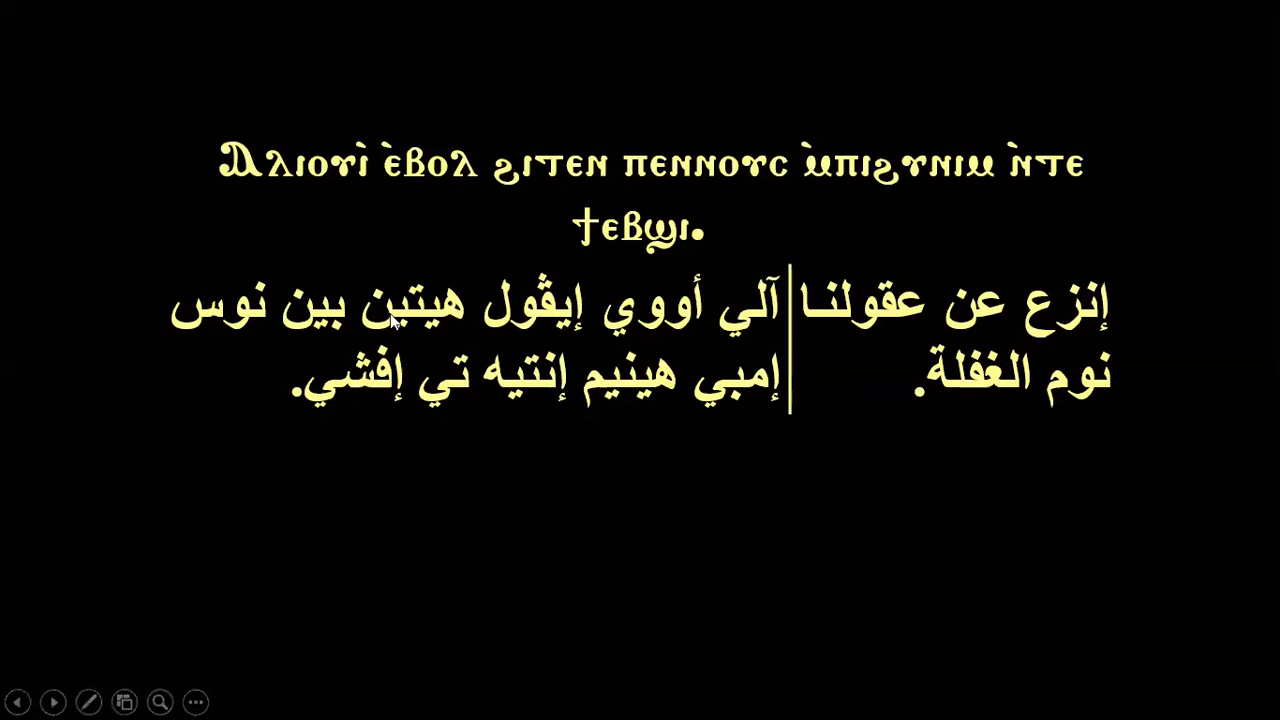 Ⲁⲗⲓⲟⲩⲓ̀ ⲉ̀ⲃⲟⲗ ϩⲓⲧⲉⲛ ⲡⲉⲛⲛⲟⲩⲥ ⲙ̀ⲡⲓϩⲩⲛⲓⲙ ⲛ̀ⲧⲉ
ϯⲉⲃϣⲓ.
إنزع عن عقولنا
نوم الغفلة.
آلي أووي إيڤول هيتين بين نوس
إمبي هينيم إنتيه تي إفشي.